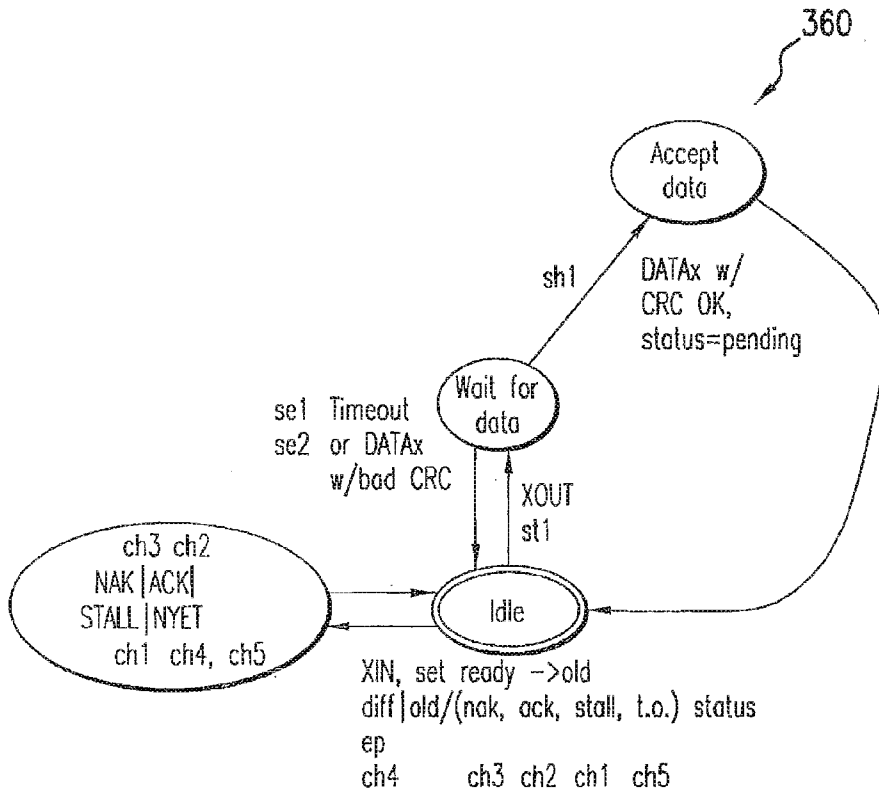 360
Accept
data
sh1
DATAx w/
CRC OK,
status=pending
Wait for
data
se1 Timeout
se2 or DATAx
w/bad CRC
XOUT
st1
ch3 ch2
NAK|ACK|
STALL|NYET
ch1 ch4, ch5
Idle
XIN, set ready ->old
diff|old/(nak, ack, stall, t.o.) status
ep
ch4 ch3 ch2 ch1 ch5